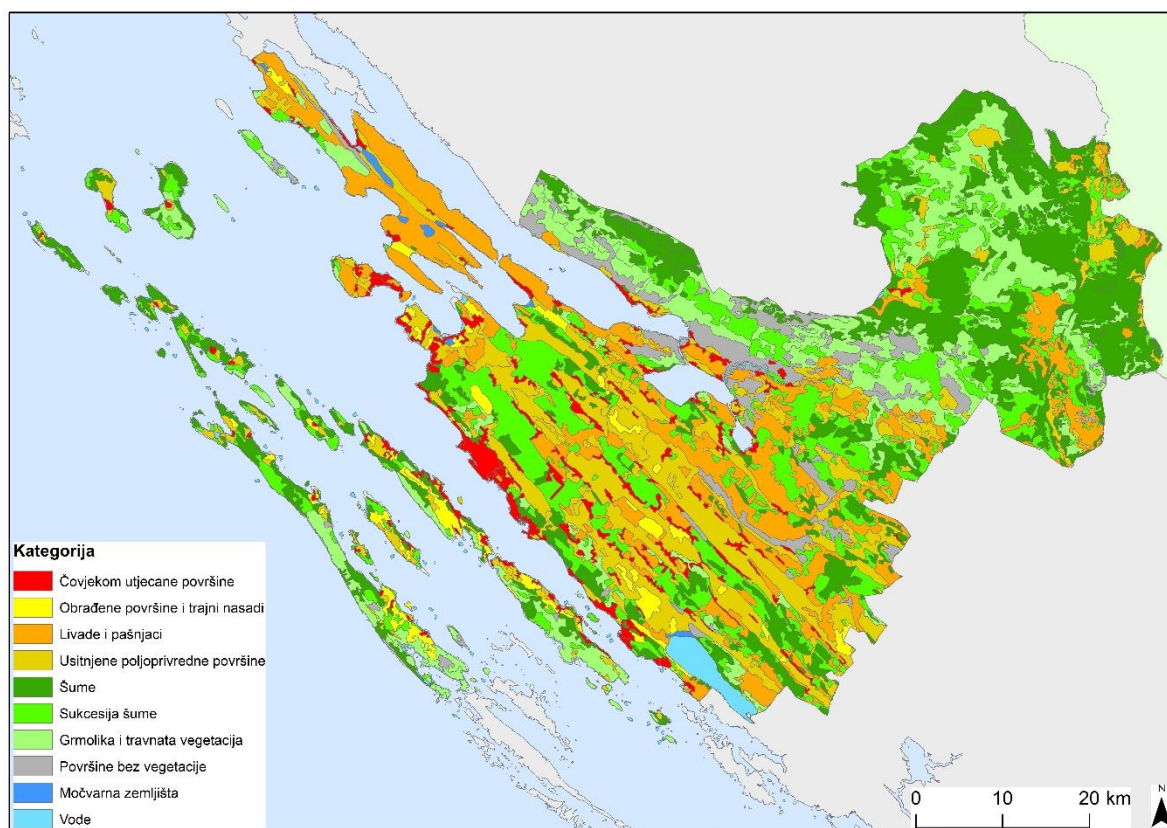 Kategorija
Čovjekom utjecane površine
Obrađene površine i trajni nasadi
Livade i pašnjaci
Usitnjene poljoprivredne površine
Šume
Sukcesija šume
Grmolika i travnata vegetacija
Površine bez vegetacije
Močvarna zemljišta
Vode
0 10 20 km
N